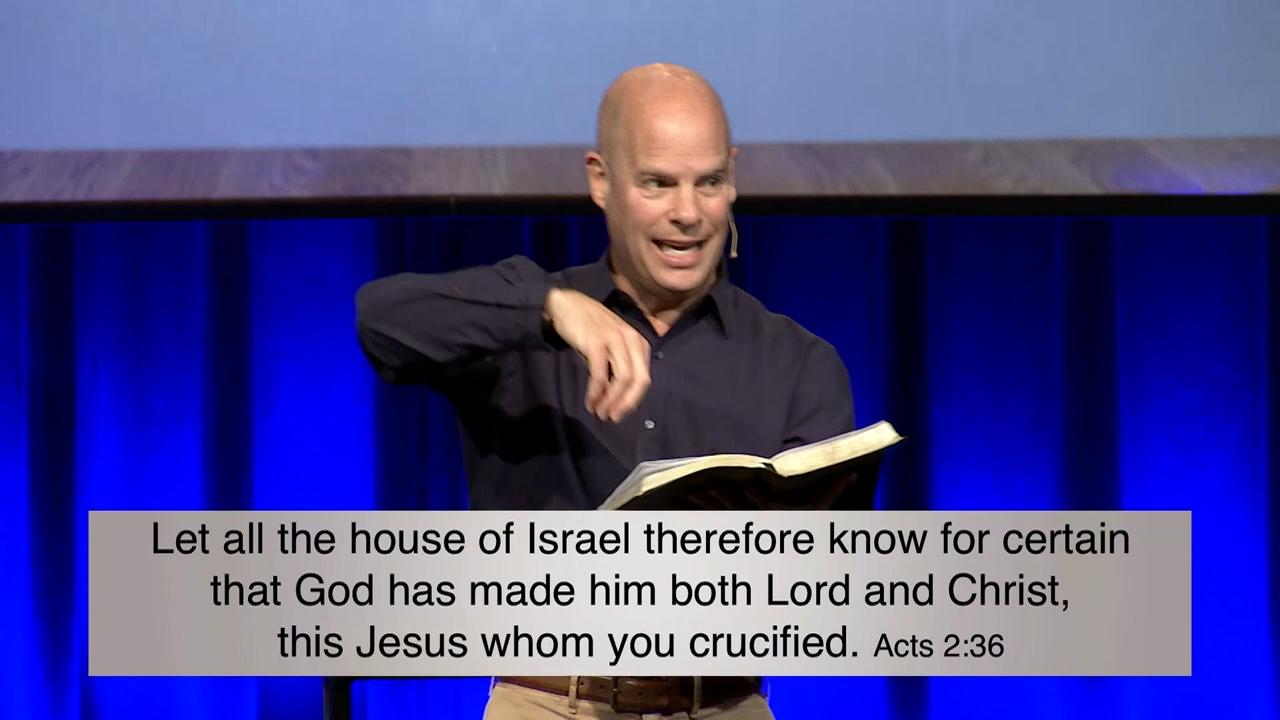 Let all the house of Israel therefore know for certain
that God has made him both Lord and Christ,
this Jesus whom you crucified. Acts 2:36